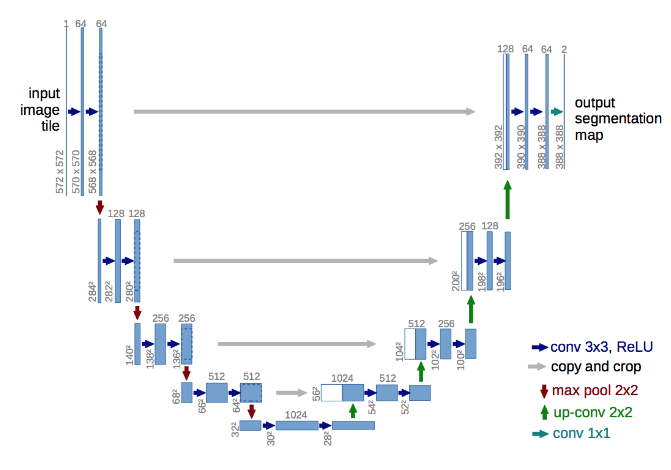 1 64 64
128 64 64 2
input
image
tile
output
segmentation
map
572 x 572
570 x 570
568 x 568
392 x 392
390 x 390
388 x 388
388 x 388
128 128
256 128
284²
282²
280²
200²
198²
196²
256 256
512 256
140²
138²
136²
104²
102²
100²
512 512
1024 512
68²
66²
64²
56²
54²
52²
1024
32²
30²
28²
conv 3x3, ReLU
copy and crop
max pool 2x2
up-conv 2x2
conv 1x1